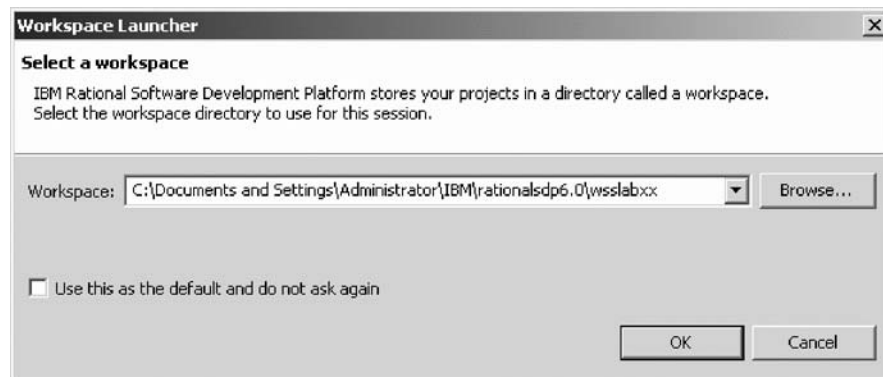 Workspace Launcher
Select a workspace
IBM Rational Software Development Platform stores your projects in a directory called a workspace.
Select the workspace directory to use for this session.
Workspace: C:\Documents and Settings\Administrator\IBM\rationalsdp6.0\wsslabxx Browse...
Use this as the default and do not ask again
OK Cancel